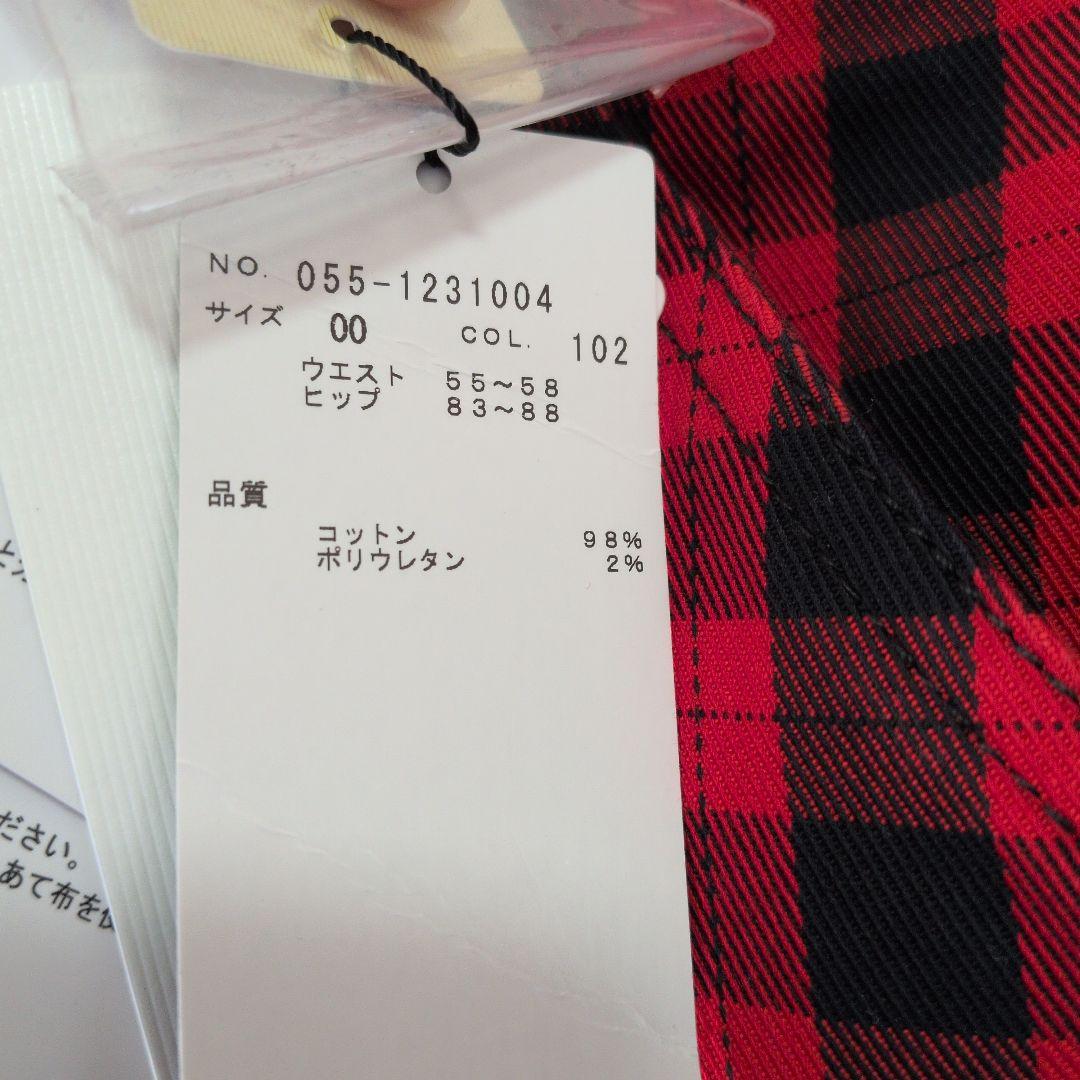 NO. 055-1231004
サイズ 00 COL. 102
ウエスト 55~58
ヒップ 83~88
品質
コットン 98%
ポリウレタン 2%
ださい。
あて布を使